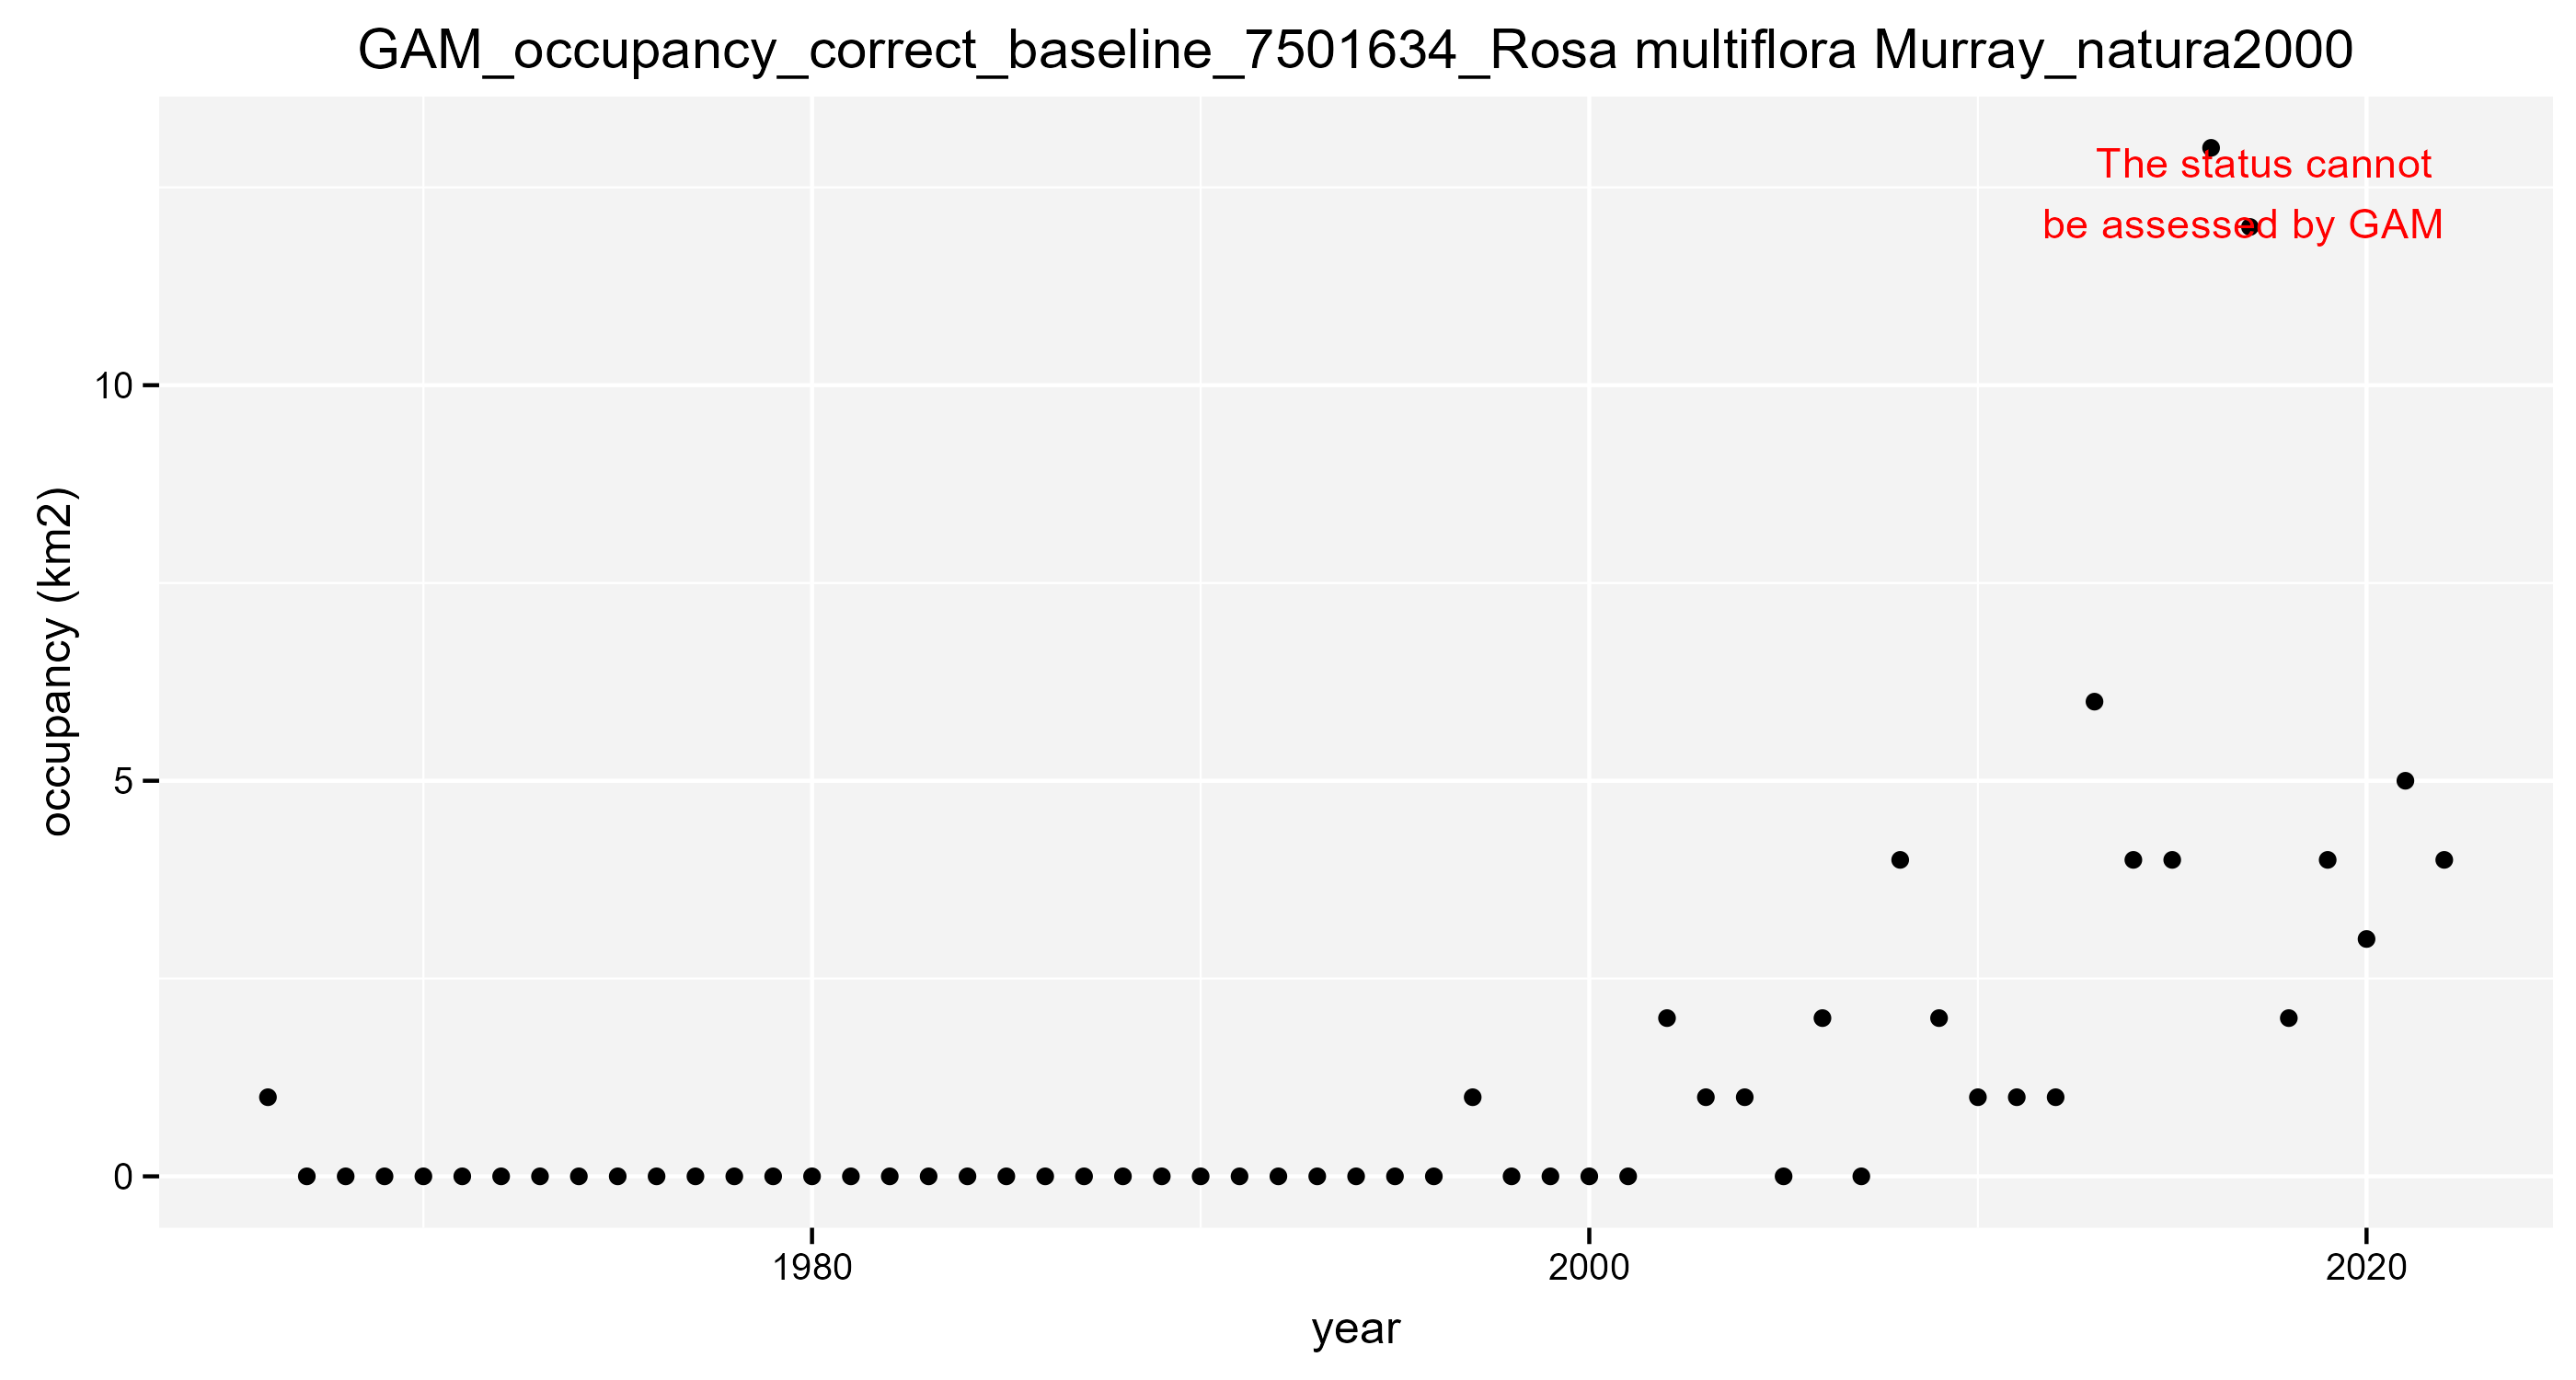 GAM_occupancy_correct_baseline_7501634_Rosa multiflora Murray_natura2000
The status cannot
be assessed by GAM
occupancy (km2)
10
5
0
1980 2000 2020
year